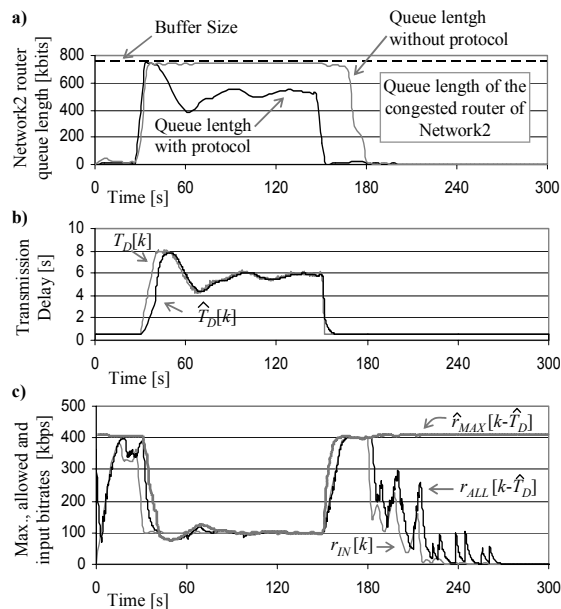 a)
Buffer Size
Queue lentgh
without protocol
Network2 router
queue length [kbits]
800
600
400
200
0
Queue lentgh
with protocol
Queue length of the
congested router of
Network2
0 60 120 180 240 300
Time [s]
b)
Transmission
Delay [s]
10
8
6
4
2
0
T_D[k]
T̂_D[k]
0 60 120 180 240 300
Time [s]
c)
Max., allowed and
input bitrates [kbps]
500
400
300
200
100
0
r̂_MAX[k-T̂_D]
r_ALL[k-T̂_D]
r_IN[k]
0 60 120 180 240 300
Time [s]